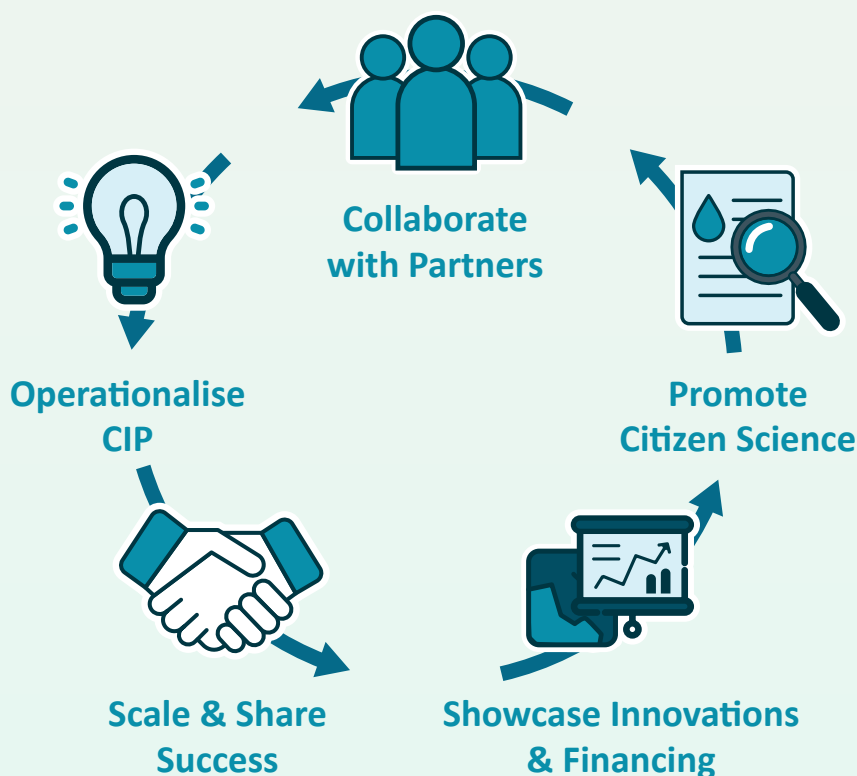 Collaborate
with Partners
Operationalise
CIP
Promote
Citizen Science
Scale & Share
Success
Showcase Innovations
& Financing